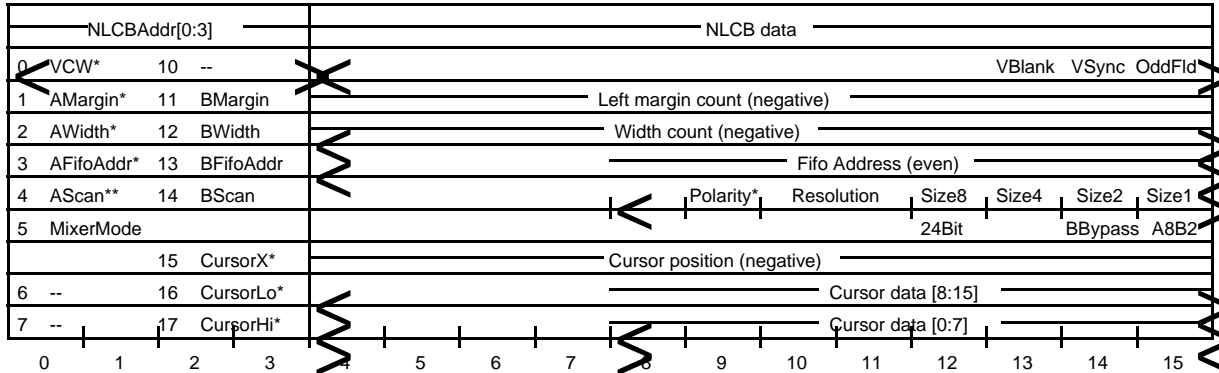 NLCBAddr[0:3] NLCB data
0 VCW* 10 -- VBlank VSync OddFld
1 AMargin* 11 BMargin Left margin count (negative)
2 AWidth* 12 BWidth Width count (negative)
3 AFifoAddr* 13 BFifoAddr Fifo Address (even)
4 AScan** 14 BScan Polarity* Resolution Size8 Size4 Size2 Size1
5 MixerMode 24Bit BBypass A8B2
15 CursorX* Cursor position (negative)
6 -- 16 CursorLo* Cursor data [8:15]
7 -- 17 CursorHi* Cursor data [0:7]
0 1 2 3 4 5 6 7 8 9 10 11 12 13 14 15